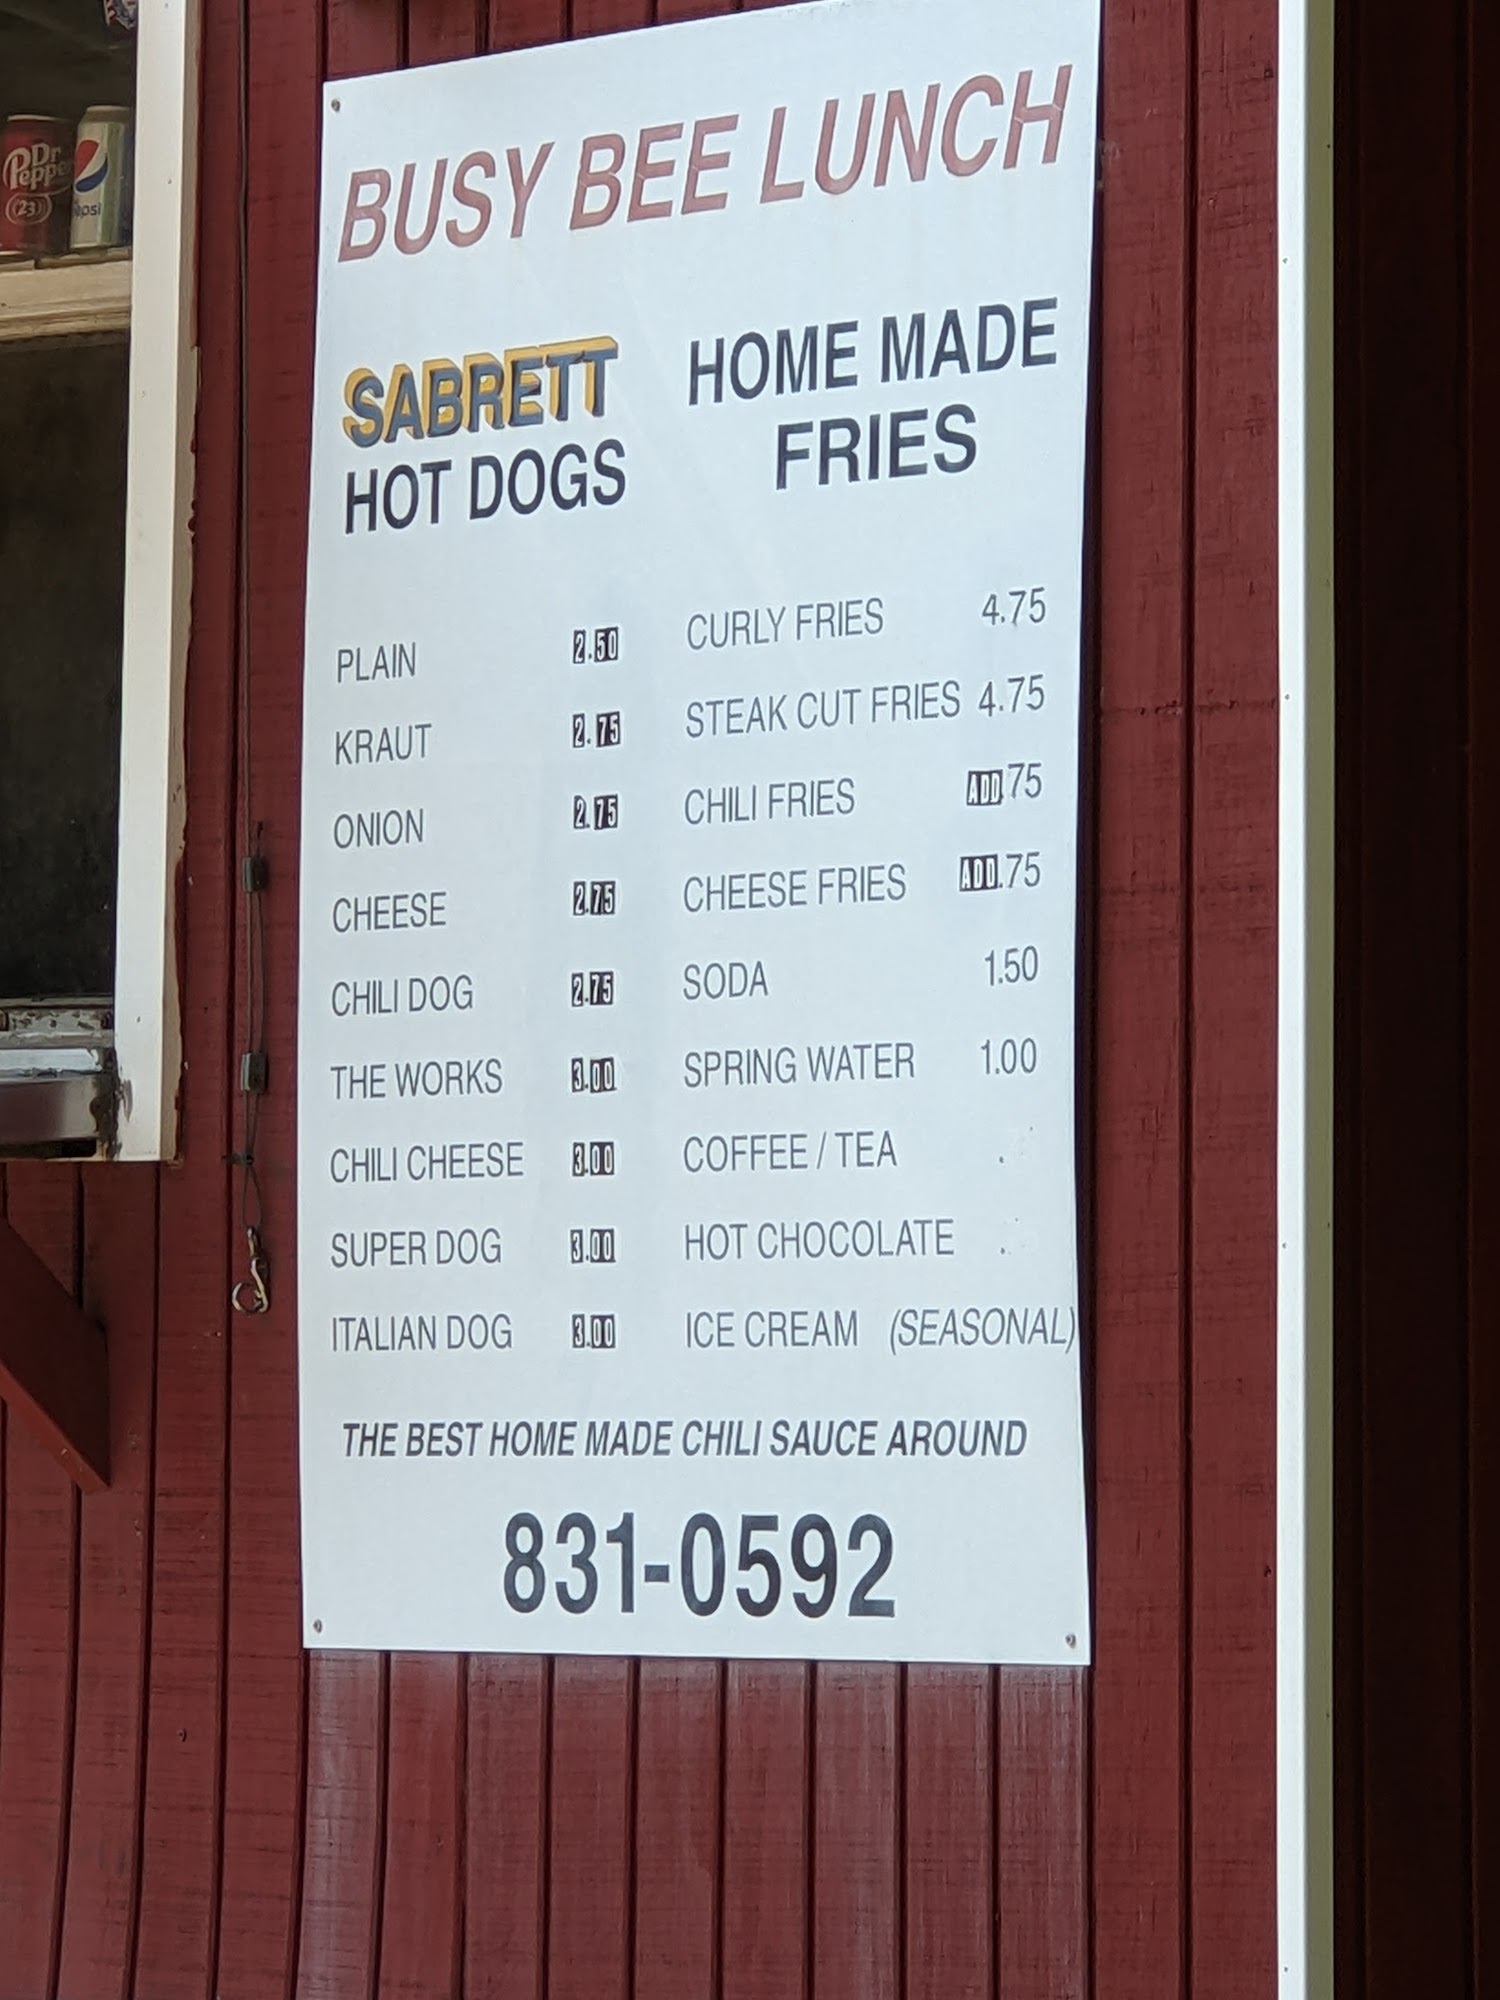 Dr
Pepper
(23)
pepsi
BUSY BEE LUNCH
SABRETT
HOT DOGS
PLAIN 2.50
KRAUT 2.75
ONION 2.75
CHEESE 2.75
CHILI DOG 2.75
THE WORKS 3.00
CHILI CHEESE 3.00
SUPER DOG 3.00
ITALIAN DOG 3.00
HOME MADE
FRIES
CURLY FRIES 4.75
STEAK CUT FRIES 4.75
CHILI FRIES ADD 75
CHEESE FRIES ADD .75
SODA 1.50
SPRING WATER 1.00
COFFEE / TEA .
HOT CHOCOLATE .
ICE CREAM (SEASONAL)
THE BEST HOME MADE CHILI SAUCE AROUND
831-0592